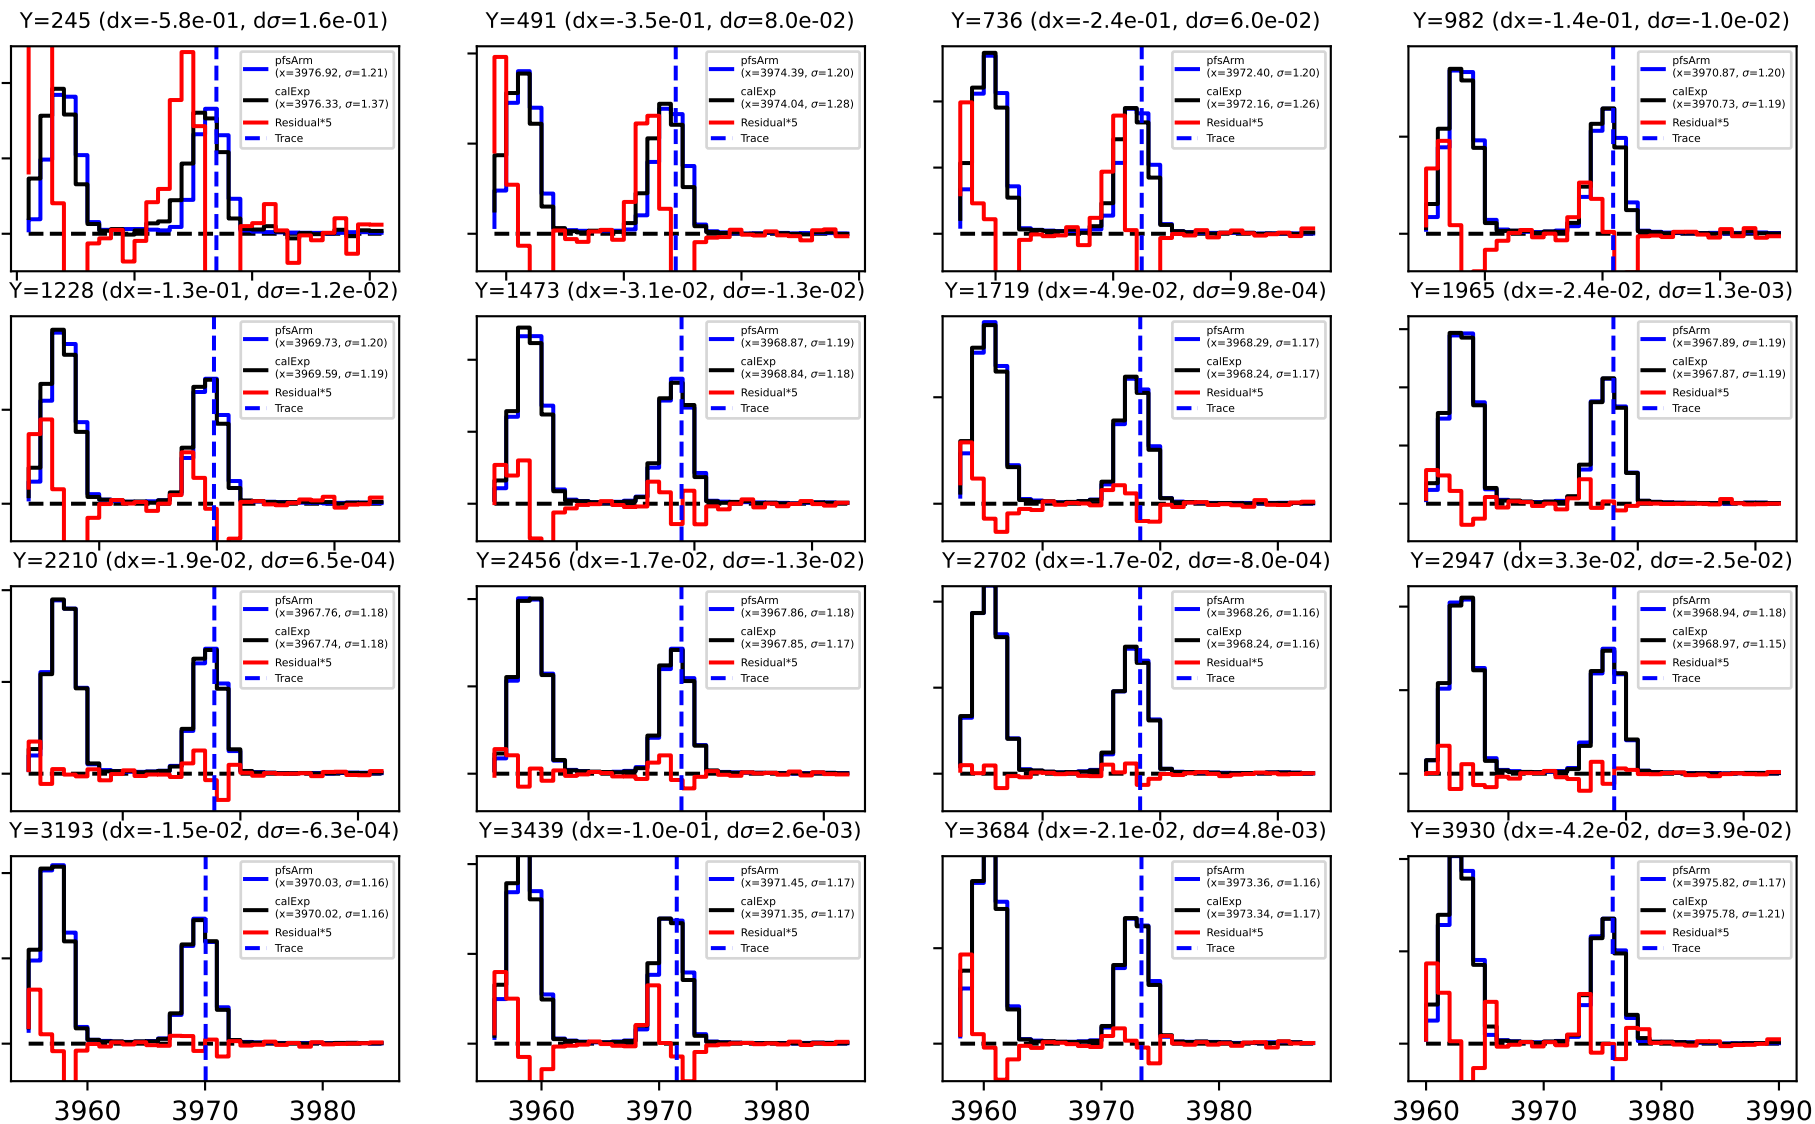 Y=245 (dx=-5.8e-01, dσ=1.6e-01)
pfsArm
(x=3976.92, σ=1.21)
calExp
(x=3976.33, σ=1.37)
Residual*5
Trace
Y=491 (dx=-3.5e-01, dσ=8.0e-02)
pfsArm
(x=3974.39, σ=1.20)
calExp
(x=3974.04, σ=1.28)
Residual*5
Trace
Y=736 (dx=-2.4e-01, dσ=6.0e-02)
pfsArm
(x=3972.40, σ=1.20)
calExp
(x=3972.16, σ=1.26)
Residual*5
Trace
Y=982 (dx=-1.4e-01, dσ=-1.0e-02)
pfsArm
(x=3970.87, σ=1.20)
calExp
(x=3970.73, σ=1.19)
Residual*5
Trace
Y=1228 (dx=-1.3e-01, dσ=-1.2e-02)
pfsArm
(x=3969.73, σ=1.20)
calExp
(x=3969.59, σ=1.19)
Residual*5
Trace
Y=1473 (dx=-3.1e-02, dσ=-1.3e-02)
pfsArm
(x=3968.87, σ=1.19)
calExp
(x=3968.84, σ=1.18)
Residual*5
Trace
Y=1719 (dx=-4.9e-02, dσ=9.8e-04)
pfsArm
(x=3968.29, σ=1.17)
calExp
(x=3968.24, σ=1.17)
Residual*5
Trace
Y=1965 (dx=-2.4e-02, dσ=1.3e-03)
pfsArm
(x=3967.89, σ=1.19)
calExp
(x=3967.87, σ=1.19)
Residual*5
Trace
Y=2210 (dx=-1.9e-02, dσ=6.5e-04)
pfsArm
(x=3967.76, σ=1.18)
calExp
(x=3967.74, σ=1.18)
Residual*5
Trace
Y=2456 (dx=-1.7e-02, dσ=-1.3e-02)
pfsArm
(x=3967.86, σ=1.18)
calExp
(x=3967.85, σ=1.17)
Residual*5
Trace
Y=2702 (dx=-1.7e-02, dσ=-8.0e-04)
pfsArm
(x=3968.26, σ=1.16)
calExp
(x=3968.24, σ=1.16)
Residual*5
Trace
Y=2947 (dx=3.3e-02, dσ=-2.5e-02)
pfsArm
(x=3968.94, σ=1.18)
calExp
(x=3968.97, σ=1.15)
Residual*5
Trace
Y=3193 (dx=-1.5e-02, dσ=-6.3e-04)
pfsArm
(x=3970.03, σ=1.16)
calExp
(x=3970.02, σ=1.16)
Residual*5
Trace
3960 3970 3980
Y=3439 (dx=-1.0e-01, dσ=2.6e-03)
pfsArm
(x=3971.45, σ=1.17)
calExp
(x=3971.35, σ=1.17)
Residual*5
Trace
3960 3970 3980
Y=3684 (dx=-2.1e-02, dσ=4.8e-03)
pfsArm
(x=3973.36, σ=1.16)
calExp
(x=3973.34, σ=1.17)
Residual*5
Trace
3960 3970 3980
Y=3930 (dx=-4.2e-02, dσ=3.9e-02)
pfsArm
(x=3975.82, σ=1.17)
calExp
(x=3975.78, σ=1.21)
Residual*5
Trace
3960 3970 3980 3990